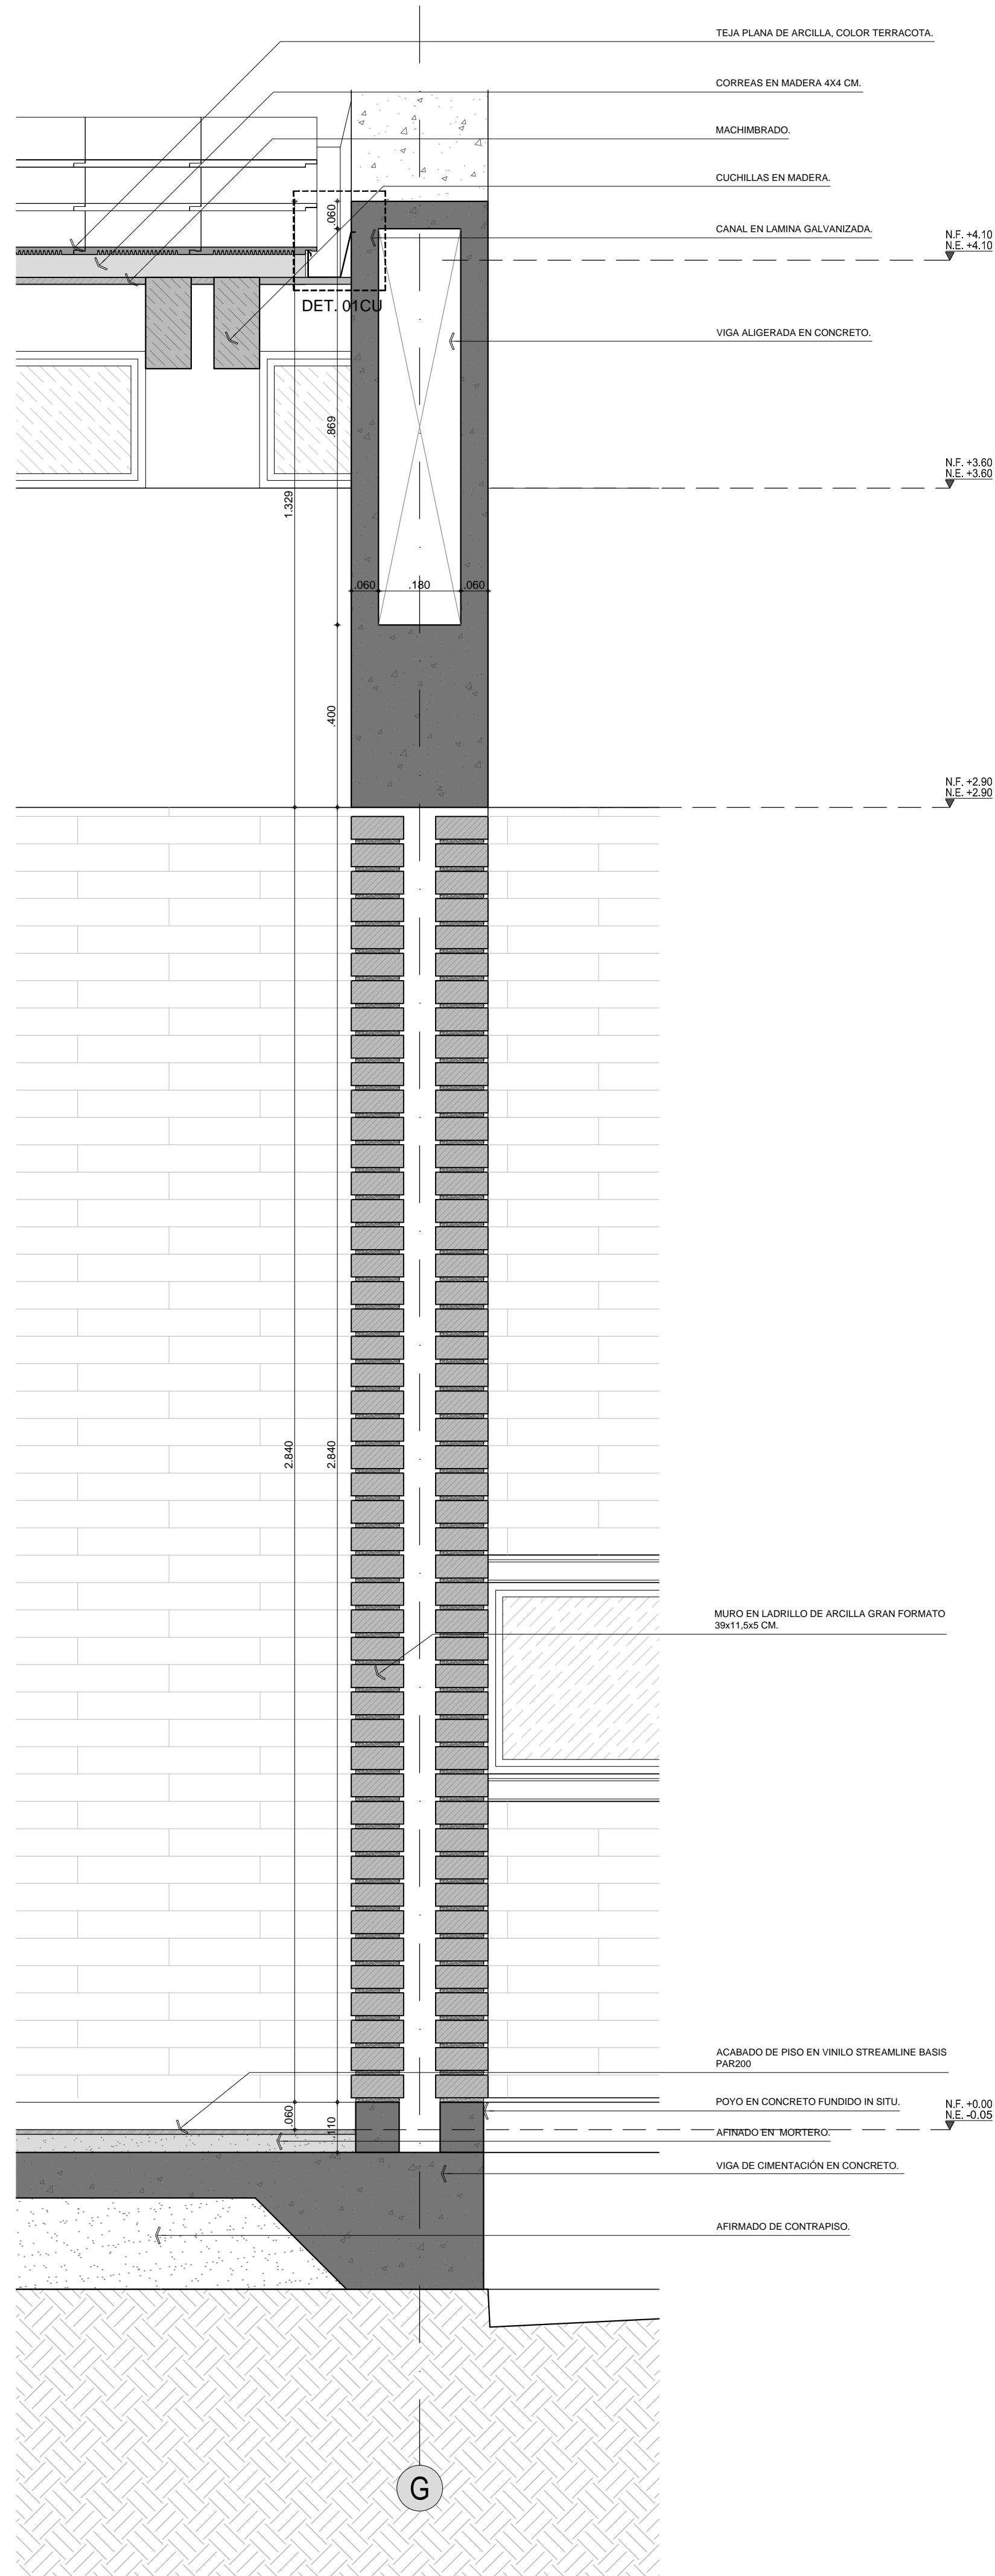 TEJA PLANA DE ARCILLA, COLOR TERRACOTA.
CORREAS EN MADERA 4X4 CM.
MACHIMBRADO.
CUCHILLAS EN MADERA.
.060
CANAL EN LAMINA GALVANIZADA.
N.F. +4.10
N.E. +4.10
DET. 01CU
VIGA ALIGERADA EN CONCRETO.
.869
N.F. +3.60
N.E. +3.60
1.329
.060
.180
.060
.400
N.F. +2.90
N.E. +2.90
2.840
2.840
MURO EN LADRILLO DE ARCILLA GRAN FORMATO
39x11,5x5 CM.
ACABADO DE PISO EN VINILO STREAMLINE BASIS
PAR200
POYO EN CONCRETO FUNDIDO IN SITU.
N.F. +0.00
N.E. -0.05
.060
.110
AFINADO EN MORTERO.
VIGA DE CIMENTACIÓN EN CONCRETO.
AFIRMADO DE CONTRAPISO.
G